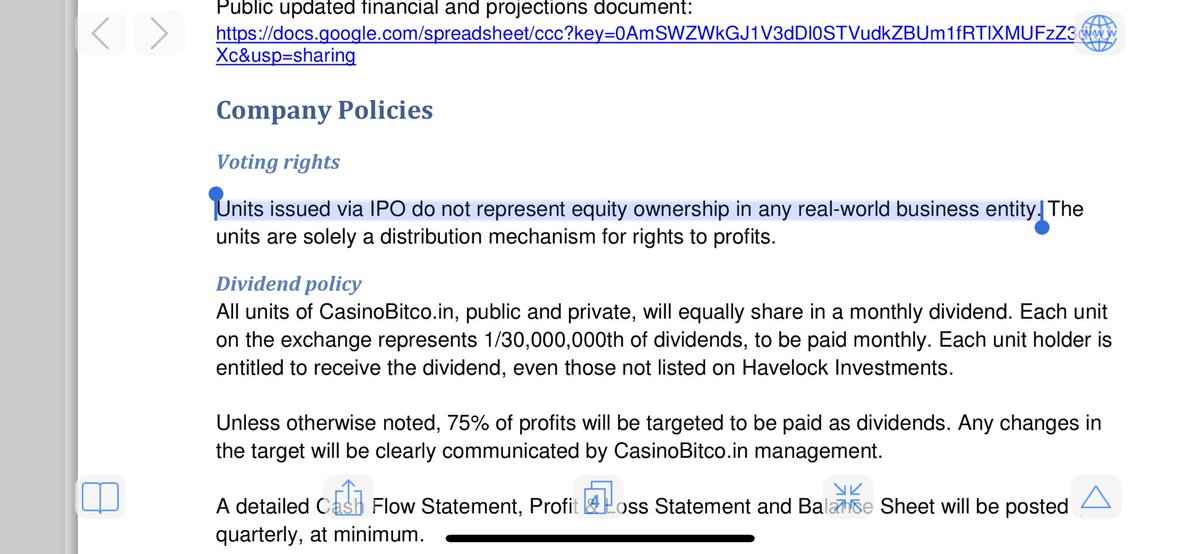 Public updated financial and projections document:
https://docs.google.com/spreadsheet/ccc?key=0AmSWZWkGJ1V3dDl0STVudkZBUm1fRTlXMUFzZ3
www
Xc&usp=sharing
Company Policies
Voting rights
Units issued via IPO do not represent equity ownership in any real-world business entity. The
units are solely a distribution mechanism for rights to profits.
Dividend policy
All units of CasinoBitco.in, public and private, will equally share in a monthly dividend. Each unit
on the exchange represents 1/30,000,000th of dividends, to be paid monthly. Each unit holder is
entitled to receive the dividend, even those not listed on Havelock Investments.
Unless otherwise noted, 75% of profits will be targeted to be paid as dividends. Any changes in
the target will be clearly communicated by CasinoBitco.in management.
A detailed Cash Flow Statement, Profit & Loss Statement and Balance Sheet will be posted
4
quarterly, at minimum.